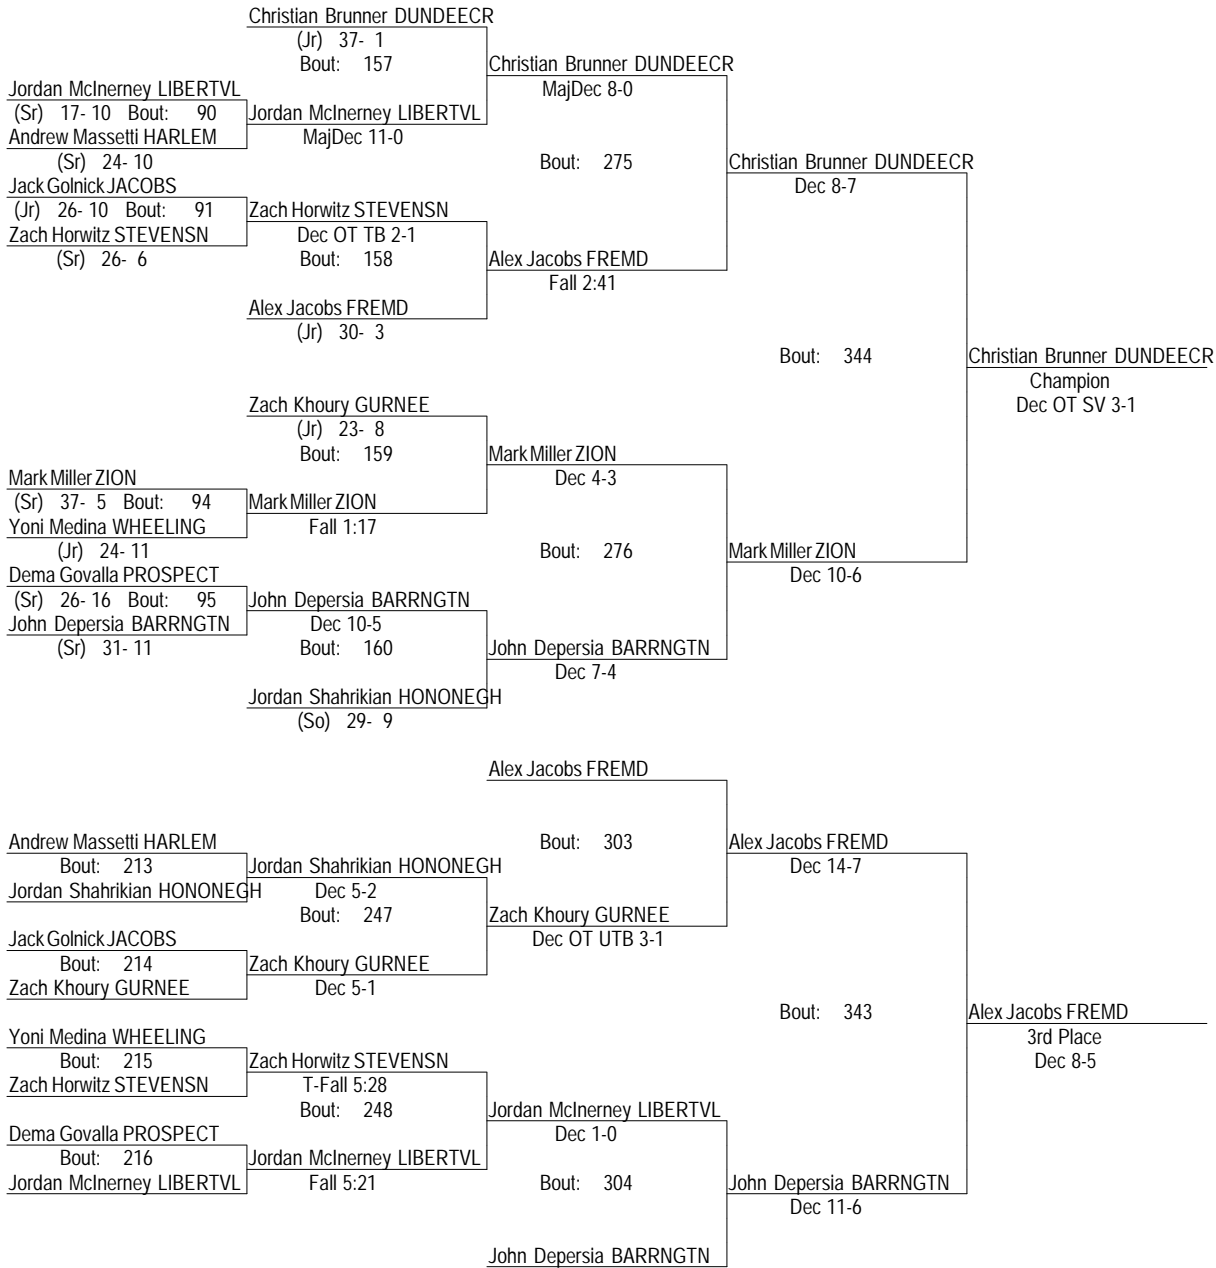 Christian Brunner DUNDEECR
(Jr) 37- 1
Bout: 157
Christian Brunner DUNDEECR
MajDec 8-0
Jordan McInerney LIBERTVL
(Sr) 17- 10 Bout: 90
Jordan McInerney LIBERTVL
MajDec 11-0
Andrew Massetti HARLEM
(Sr) 24- 10
Bout: 275
Christian Brunner DUNDEECR
Dec 8-7
Jack Golnick JACOBS
(Jr) 26- 10 Bout: 91
Zach Horwitz STEVENSN
Dec OT TB 2-1
Zach Horwitz STEVENSN
(Sr) 26- 6
Bout: 158
Alex Jacobs FREMD
Fall 2:41
Alex Jacobs FREMD
(Jr) 30- 3
Bout: 344
Christian Brunner DUNDEECR
Champion
Dec OT SV 3-1
Zach Khoury GURNEE
(Jr) 23- 8
Bout: 159
Mark Miller ZION
Dec 4-3
Mark Miller ZION
(Sr) 37- 5 Bout: 94
Mark Miller ZION
Fall 1:17
Yoni Medina WHEELING
(Jr) 24- 11
Bout: 276
Mark Miller ZION
Dec 10-6
Dema Govalla PROSPECT
(Sr) 26- 16 Bout: 95
John Depersia BARRNGTN
Dec 10-5
John Depersia BARRNGTN
(Sr) 31- 11
Bout: 160
John Depersia BARRNGTN
Dec 7-4
Jordan Shahrikian HONONEGH
(So) 29- 9
Alex Jacobs FREMD
Andrew Massetti HARLEM
Bout: 213
Jordan Shahrikian HONONEGH
Jordan Shahrikian HONONEGH
Dec 5-2
Bout: 303
Alex Jacobs FREMD
Dec 14-7
Bout: 247
Zach Khoury GURNEE
Dec OT UTB 3-1
Jack Golnick JACOBS
Bout: 214
Zach Khoury GURNEE
Zach Khoury GURNEE
Dec 5-1
Bout: 343
Alex Jacobs FREMD
3rd Place
Dec 8-5
Yoni Medina WHEELING
Bout: 215
Zach Horwitz STEVENSN
Zach Horwitz STEVENSN
T-Fall 5:28
Bout: 248
Jordan McInerney LIBERTVL
Dec 1-0
Dema Govalla PROSPECT
Bout: 216
Jordan McInerney LIBERTVL
Jordan McInerney LIBERTVL
Fall 5:21
Bout: 304
John Depersia BARRNGTN
Dec 11-6
John Depersia BARRNGTN